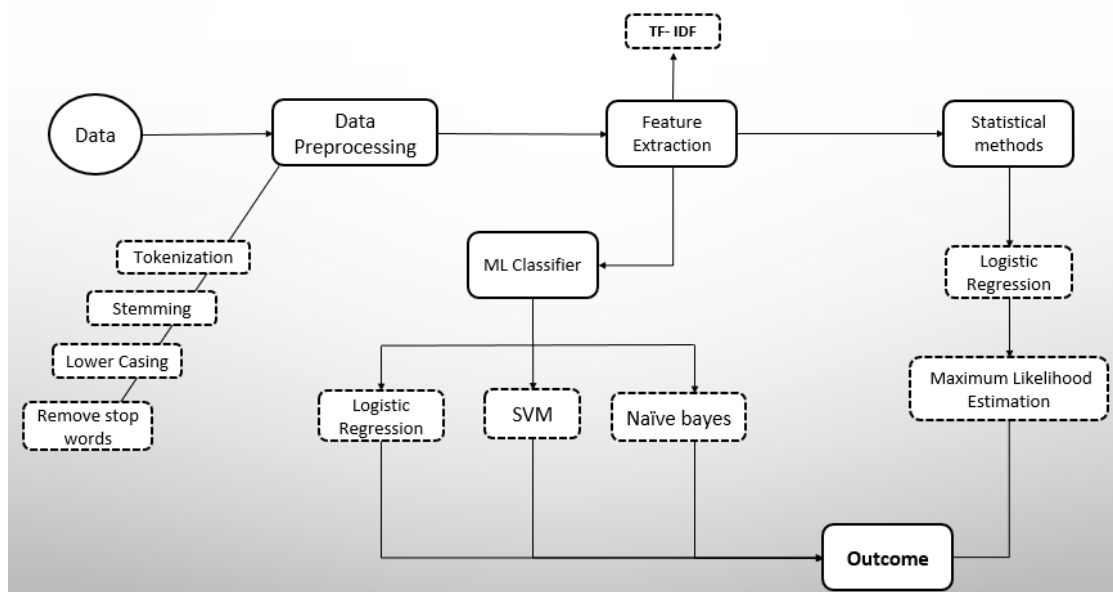 TF- IDF
Data
Data
Preprocessing
Feature
Extraction
Statistical
methods
Tokenization
Stemming
Lower Casing
Remove stop
words
ML Classifier
Logistic
Regression
SVM
Naïve bayes
Logistic
Regression
Maximum Likelihood
Estimation
Outcome